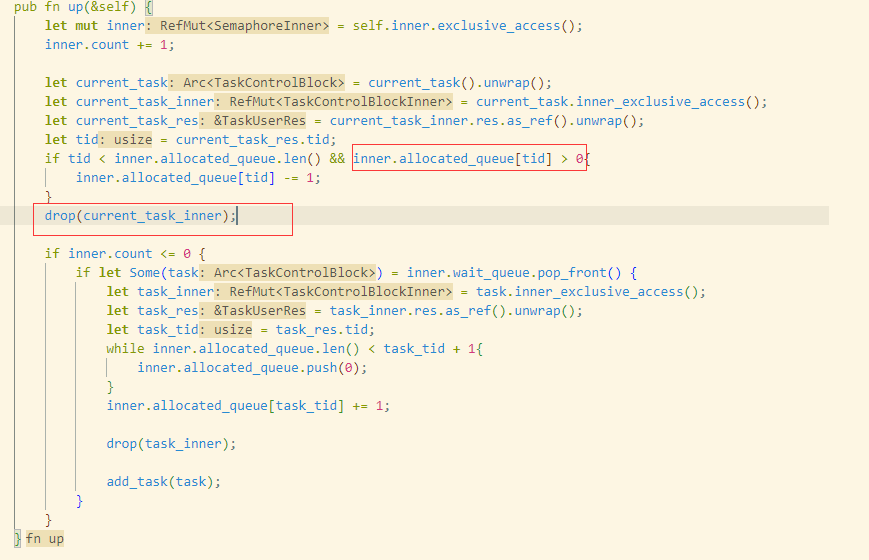 pub fn up(&self) {
let mut inner: RefMut<SemaphoreInner> = self.inner.exclusive_access();
inner.count += 1;
let current_task: Arc<TaskControlBlock> = current_task().unwrap();
let current_task_inner: RefMut<TaskControlBlockInner> = current_task.inner_exclusive_access();
let current_task_res: &TaskUserRes = current_task_inner.res.as_ref().unwrap();
let tid: usize = current_task_res.tid;
if tid < inner.allocated_queue.len() && inner.allocated_queue[tid] > 0{
inner.allocated_queue[tid] -= 1;
}
drop(current_task_inner);
if inner.count <= 0 {
if let Some(task: Arc<TaskControlBlock>) = inner.wait_queue.pop_front() {
let task_inner: RefMut<TaskControlBlockInner> = task.inner_exclusive_access();
let task_res: &TaskUserRes = task_inner.res.as_ref().unwrap();
let task_tid: usize = task_res.tid;
while inner.allocated_queue.len() < task_tid + 1{
inner.allocated_queue.push(0);
}
inner.allocated_queue[task_tid] += 1;
drop(task_inner);
add_task(task);
}
}
} fn up